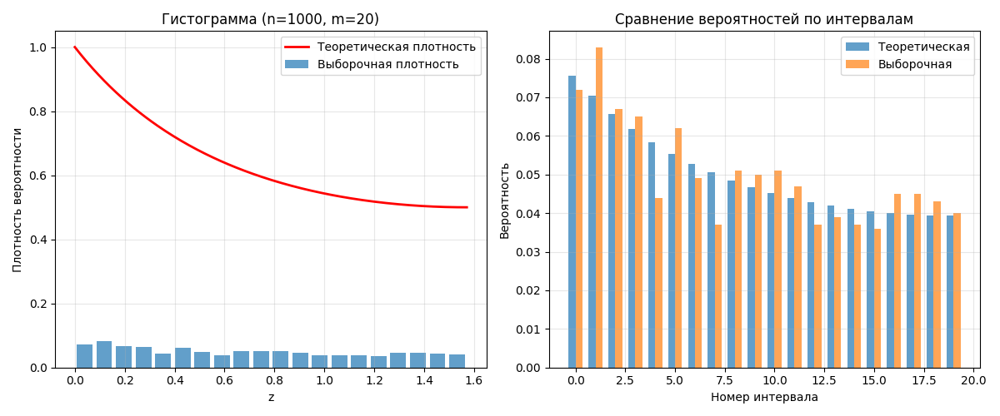 Гистограмма (n=1000, m=20)
Теоретическая плотность
Выборочная плотность
Плотность вероятности
1.0
0.8
0.6
0.4
0.2
0.0
0.0 0.2 0.4 0.6 0.8 1.0 1.2 1.4 1.6
z
Сравнение вероятностей по интервалам
Теоретическая
Выборочная
Вероятность
0.08
0.07
0.06
0.05
0.04
0.03
0.02
0.01
0.00
0.0 2.5 5.0 7.5 10.0 12.5 15.0 17.5 20.0
Номер интервала